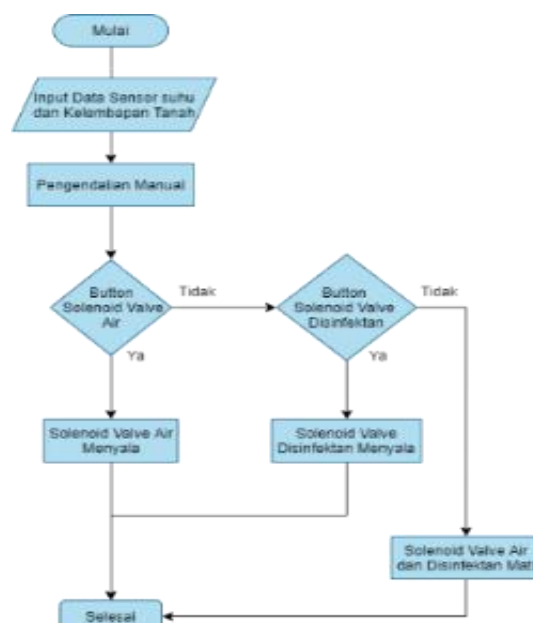 Mulai
Input Data Sensor suhu
dan Kelembapan Tanah
Pengendalian Manual
Button
Solenoid Valve
Air
Tidak
Button
Solenoid Valve
Disinfektan
Tidak
Ya
Ya
Solenoid Valve Air
Menyala
Solenoid Valve
Disinfektan Menyala
Solenoid Valve Air
dan Disinfektan Mati
Selesai